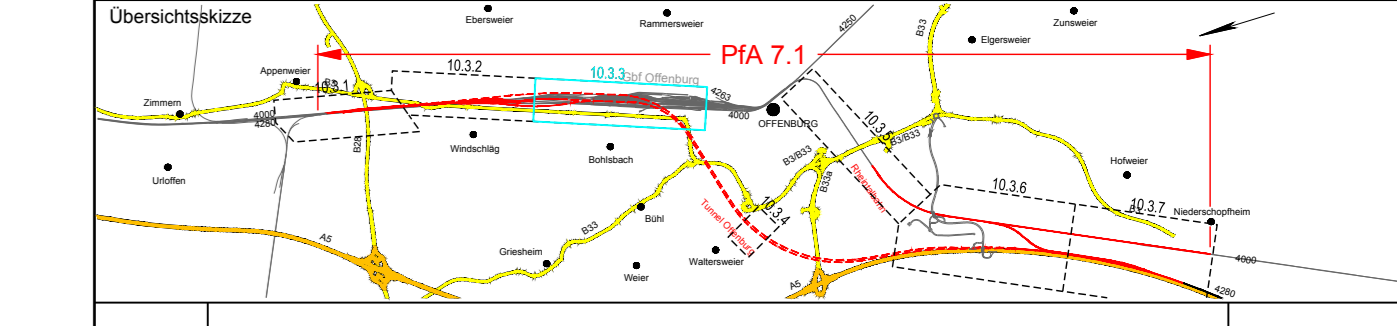 Übersichtsskizze
Ebersweier
Rammersweier
4250
B33
Zunsweier
Elgersweier
PfA 7.1
10.3.2
10.3.3
Gbf Offenburg
Appenweier
B3
10.3.1
4263
Zimmern
4000
4280
4000
OFFENBURG
10.3.5
B3/B33
B28
Windschläg
Bohlsbach
B3/B33
Hofweier
Urloffen
B33a
Rheintalbahn
10.3.6
B3
10.3.7
Niederschopfheim
Tunnel Offenburg
10.3.4
Bühl
B33
A5
Griesheim
Weier
Waltersweier
A5
4000
4280